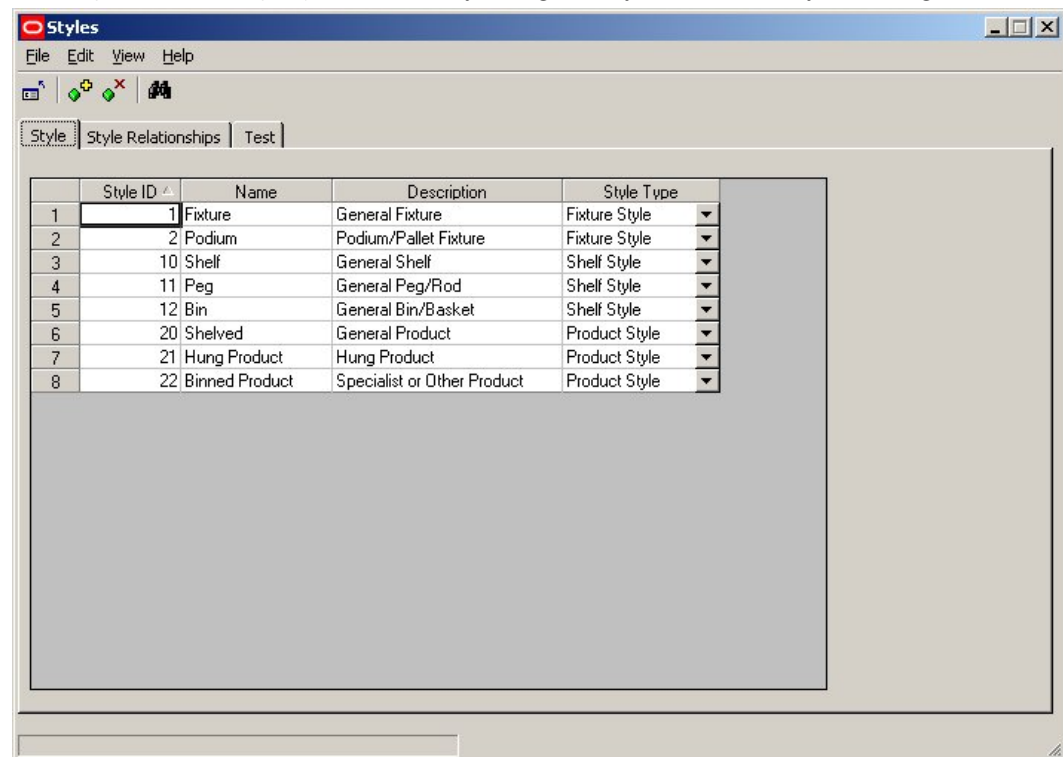 Styles
File Edit View Help
Style Style Relationships Test
Style ID Name Description Style Type
1 1 Fixture General Fixture Fixture Style
2 2 Podium Podium/Pallet Fixture Fixture Style
3 10 Shelf General Shelf Shelf Style
4 11 Peg General Peg/Rod Shelf Style
5 12 Bin General Bin/Basket Shelf Style
6 20 Shelved General Product Product Style
7 21 Hung Product Hung Product Product Style
8 22 Binned Product Specialist or Other Product Product Style